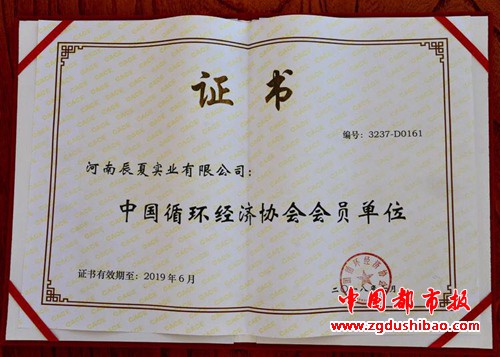 证书
编号：3237-D0161
河南辰夏实业有限公司：
中国循环经济协会会员单位
证书有效期至：2019年6月
中国都市报
www.zgdushibao.com